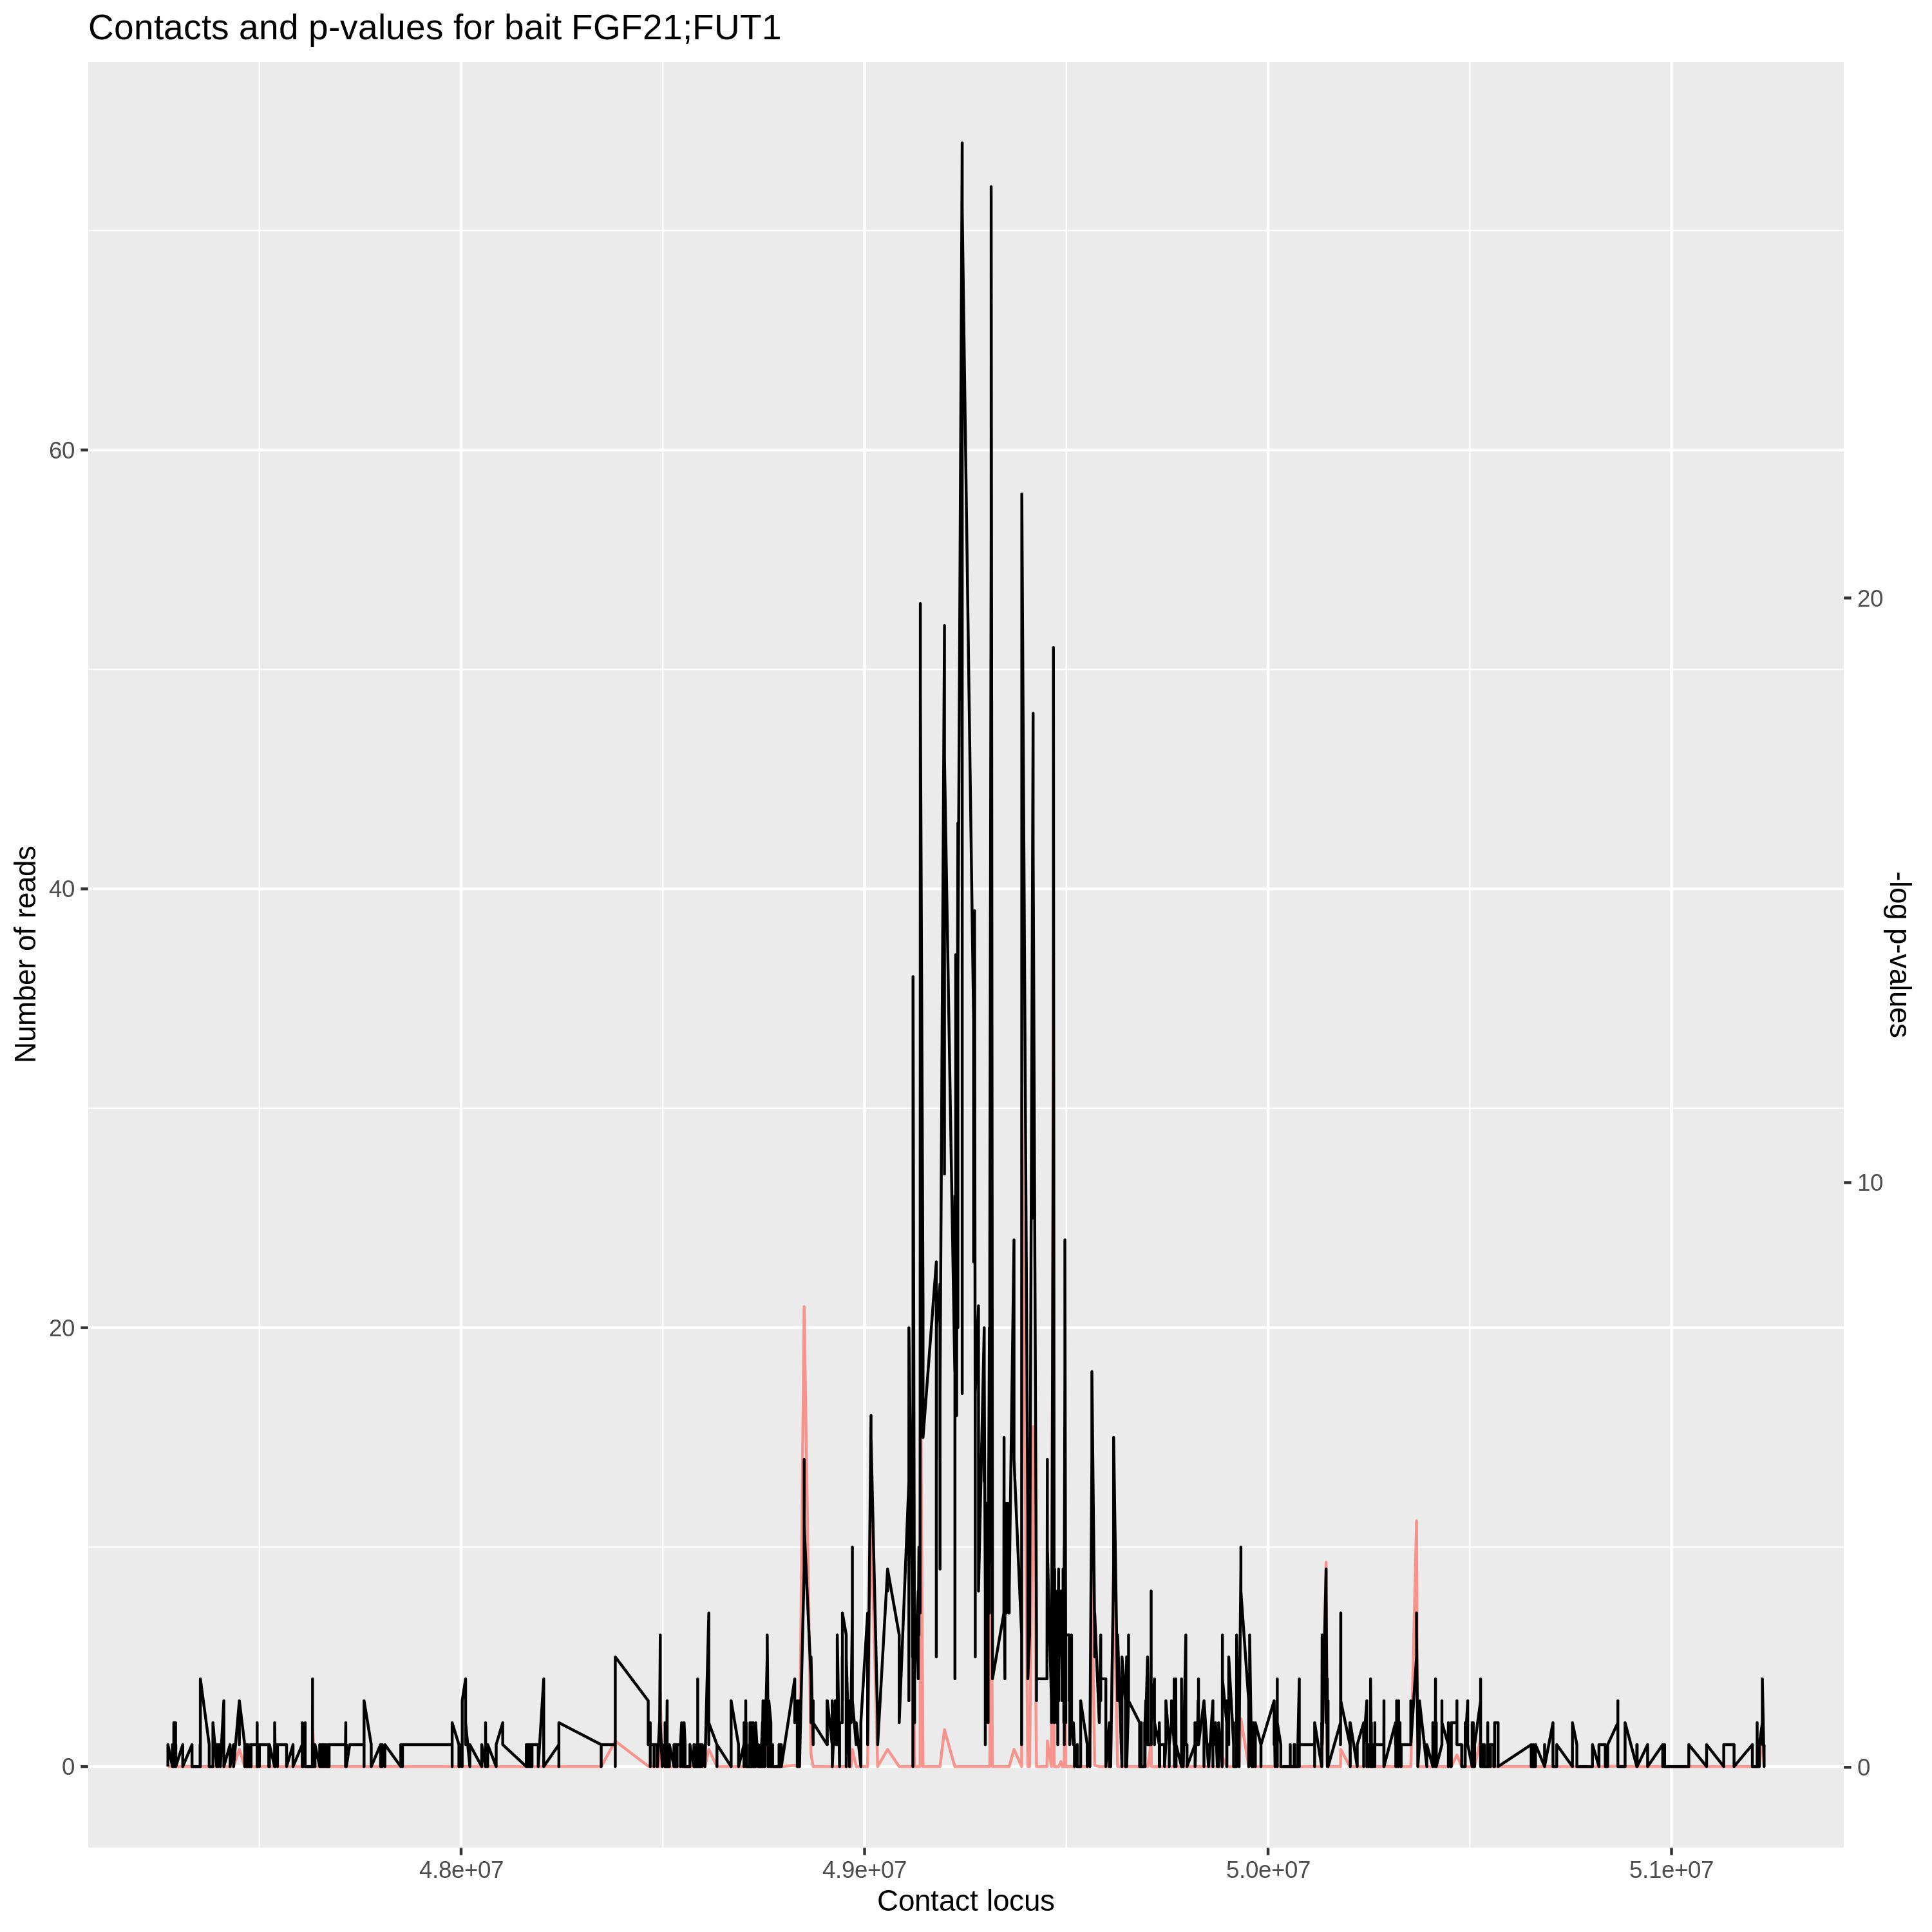 Contacts and p-values for bait FGF21;FUT1
Number of reads
60
40
20
0
20
10
0
-log p-values
4.8e+07
4.9e+07
5.0e+07
5.1e+07
Contact locus